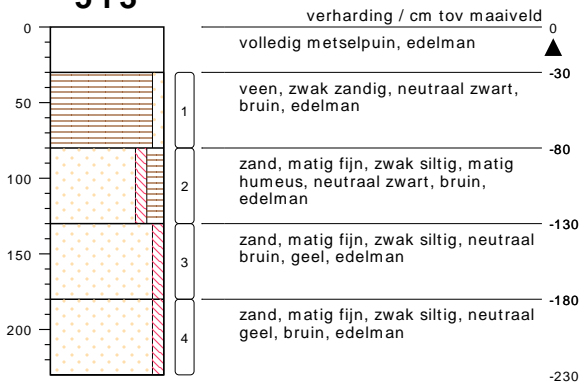 verharding / cm tov maaiveld
0
0
volledig metselpuin, edelman
-30
veen, zwak zandig, neutraal zwart,
bruin, edelman
50
1
-80
zand, matig fijn, zwak siltig, matig
humeus, neutraal zwart, bruin,
edelman
100
2
-130
zand, matig fijn, zwak siltig, neutraal
bruin, geel, edelman
150
3
-180
zand, matig fijn, zwak siltig, neutraal
geel, bruin, edelman
200
4
-230